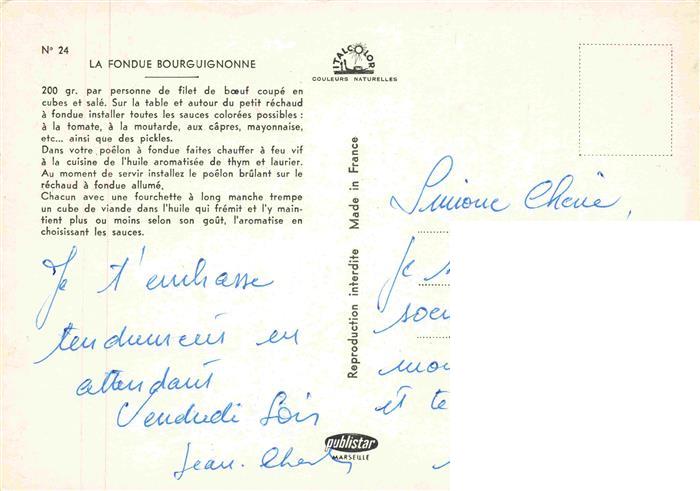 N° 24
LA FONDUE BOURGUIGNONNE
200 gr. par personne de filet de bœuf coupé en
cubes et salé. Sur la table et autour du petit réchaud
à fondue installer toutes les sauces colorées possibles :
à la tomate, à la moutarde, aux câpres, mayonnaise,
etc... ainsi que des pickles.
Dans votre poêlon à fondue faites chauffer à feu vif
à la cuisine de l'huile aromatisée de thym et laurier.
Au moment de servir installez le poêlon brûlant sur le
réchaud à fondue allumé.
Chacun avec une fourchette à long manche trempe
un cube de viande dans l'huile qui frémit et l'y main-
tient plus ou moins selon son goût, l'aromatise en
choisissant les sauces.
Je t'embrasse
tendrement en
attendant
Vendredi Soir
Jean-
ITALCOLOR
COULEURS NATURELLES
Reproduction interdite Made in France
publistar
MARSEILLE
Simone Chérie,
Je
et